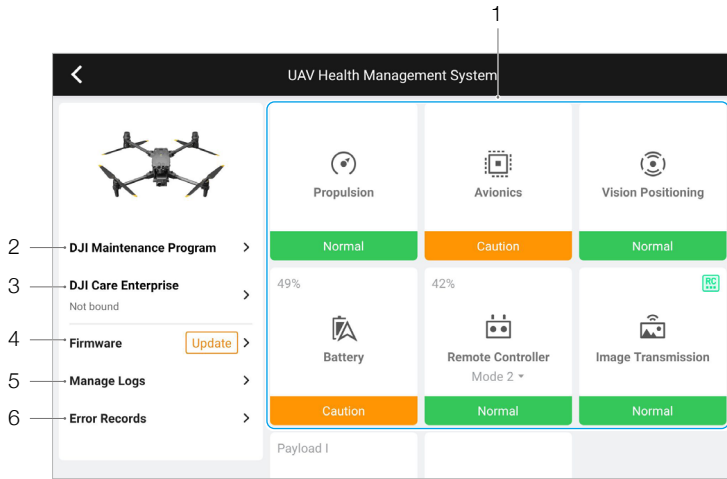 1
UAV Health Management System
Propulsion
Normal
Avionics
Caution
Vision Positioning
Normal
2
DJI Maintenance Program
3
DJI Care Enterprise
Not bound
4
Firmware
Update
5
Manage Logs
6
Error Records
49%
Battery
Caution
42%
Remote Controller
Mode 2
Normal
RC
Image Transmission
Normal
Payload I